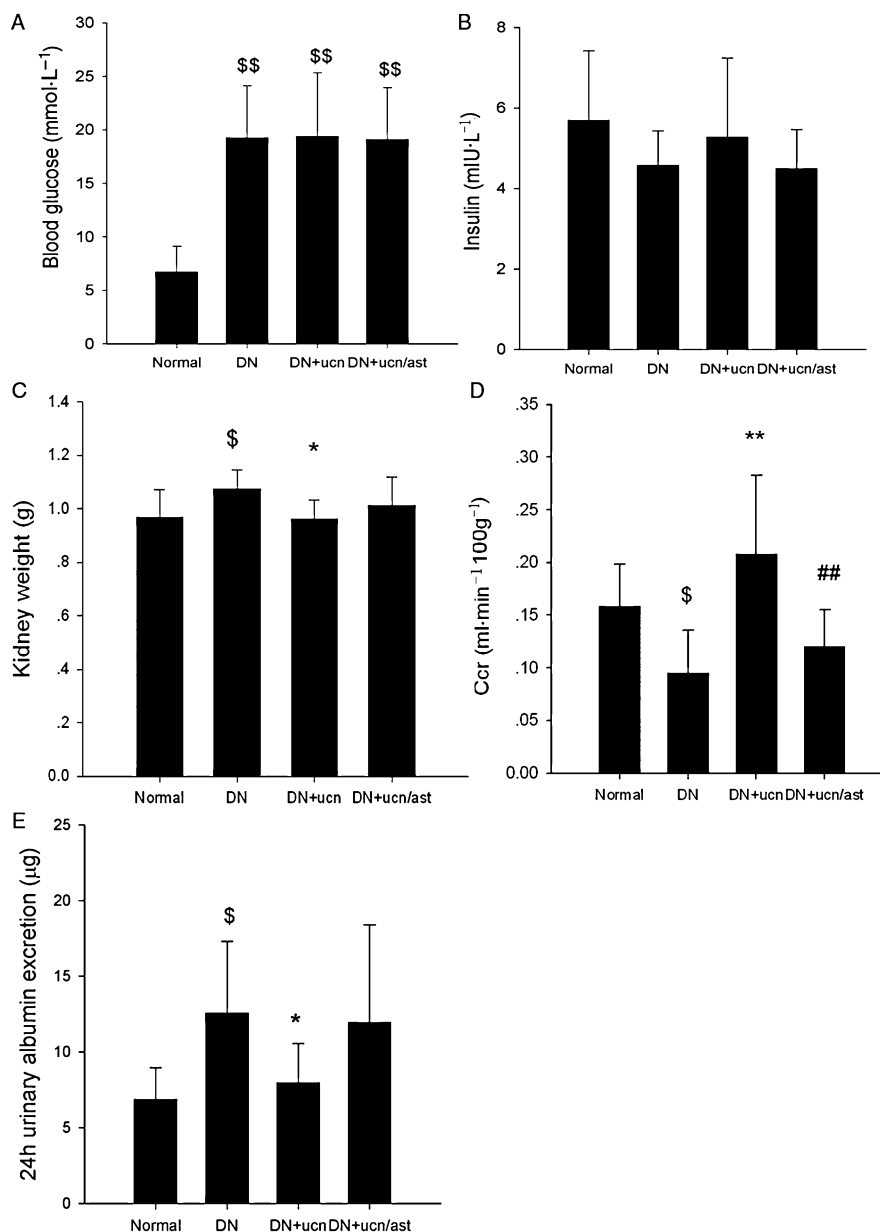 A
Blood glucose (mmol·L⁻¹)
30
25
20
15
10
5
0
$$
$$
$$
Normal DN DN+ucn DN+ucn/ast
B
Insulin (mIU·L⁻¹)
8
6
4
2
0
Normal DN DN+ucn DN+ucn/ast
C
Kidney weight (g)
1.4
1.2
1.0
.8
.6
.4
.2
0.0
$
*
Normal DN DN+ucn DN+ucn/ast
D
Ccr (ml·min⁻¹100g⁻¹)
.35
.30
.25
.20
.15
.10
.05
0.00
$
**
##
Normal DN DN+ucn DN+ucn/ast
E
24h urinary albumin excretion (µg)
25
20
15
10
5
0
$
*
Normal DN DN+ucn DN+ucn/ast